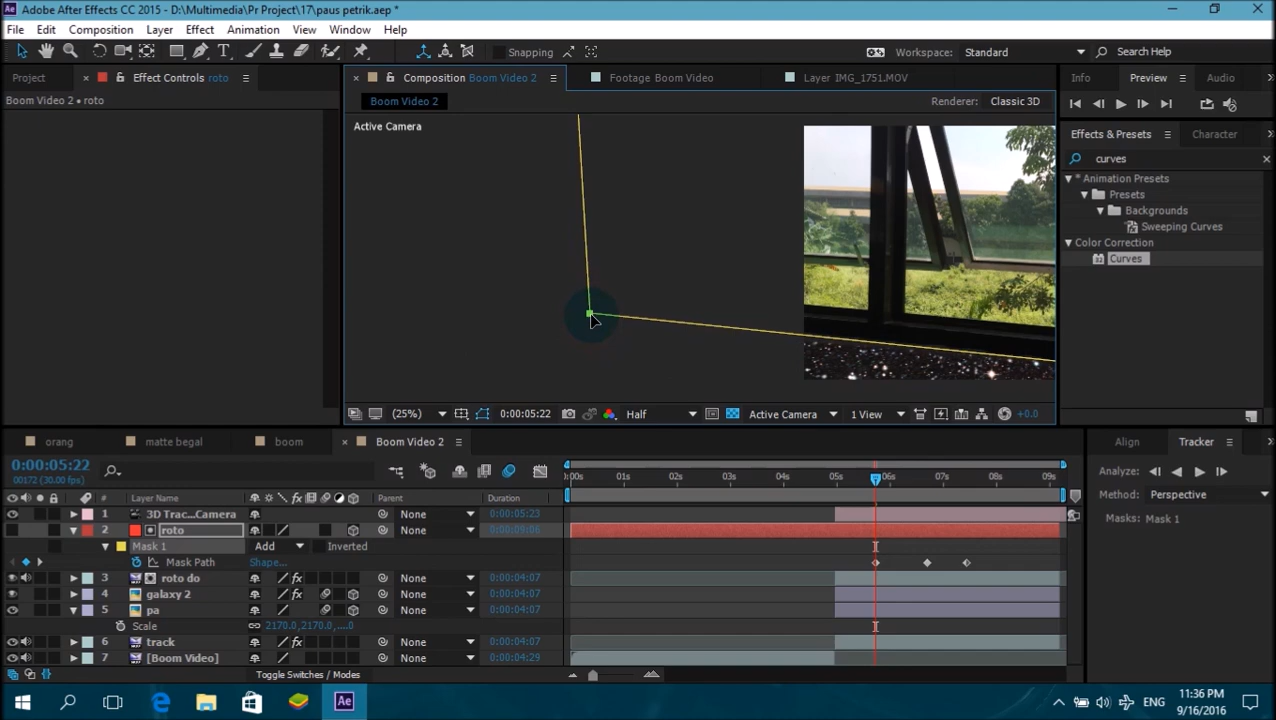 Adobe After Effects CC 2015 - D:\Multimedia\Pr Project\17\paus petrik.aep *
File Edit Composition Layer Effect Animation View Window Help
Snapping
Workspace: Standard
Search Help
Project
Effect Controls roto
Composition Boom Video 2
Footage Boom Video
Layer IMG_1751.MOV
Info
Preview
Audio
Boom Video 2 • roto
Boom Video 2
Renderer: Classic 3D
Active Camera
Effects & Presets
Character
curves
* Animation Presets
Presets
Backgrounds
Sweeping Curves
Color Correction
Curves
(25%)
0:00:05:22
Half
Active Camera
1 View
+0.0
orang
matte begal
boom
Boom Video 2
Align
Tracker
0:00:05:22
00172 (30.00 fps)
:00s 01s 02s 03s 04s 05s 06s 07s 08s 09s
Analyze:
Method: Perspective
Masks: Mask 1
# Layer Name Parent Duration
1 3D Trac...Camera None 0:00:05:23
2 roto None 0:00:09:06
Mask 1 Add Inverted
Mask Path Shape...
3 roto do None 0:00:04:07
4 galaxy 2 None 0:00:04:07
5 pa None 0:00:04:07
Scale 2170.0,2170.0,....0
6 track None 0:00:04:07
7 [Boom Video] None 0:00:04:29
Toggle Switches / Modes
Ae
ENG
11:36 PM
9/16/2016